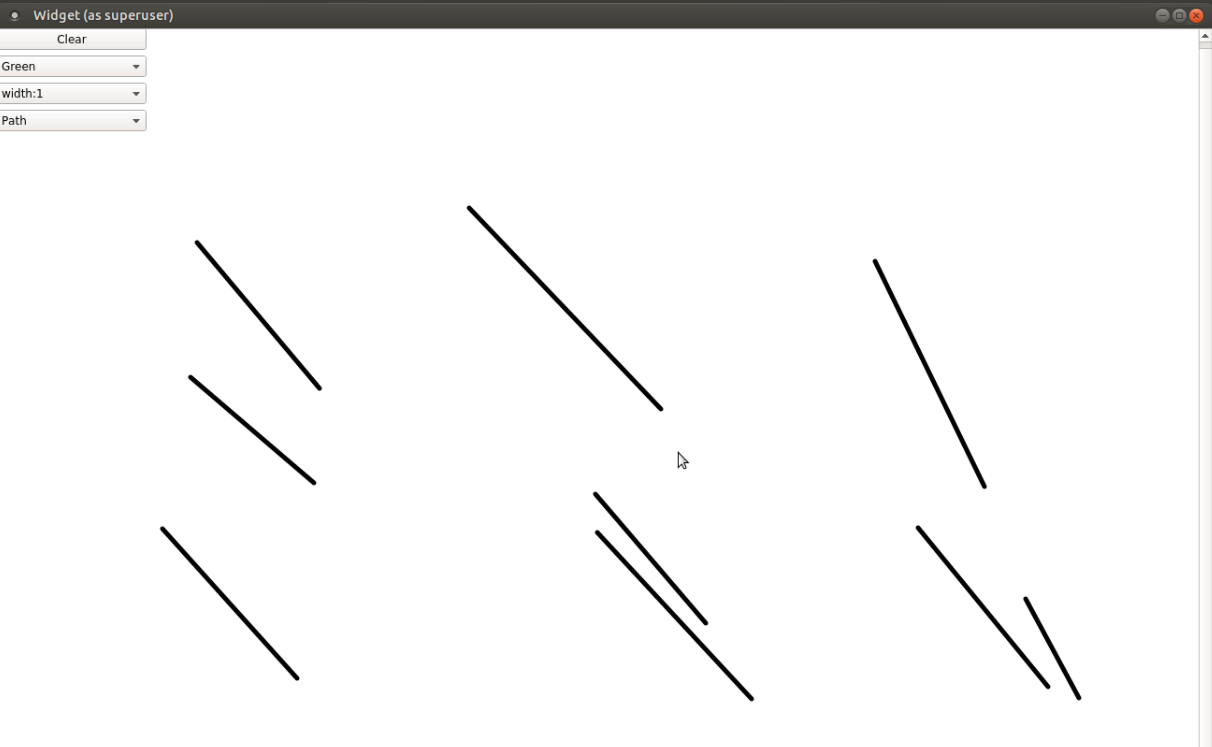 Widget (as superuser)
Clear
Green
width:1
Path